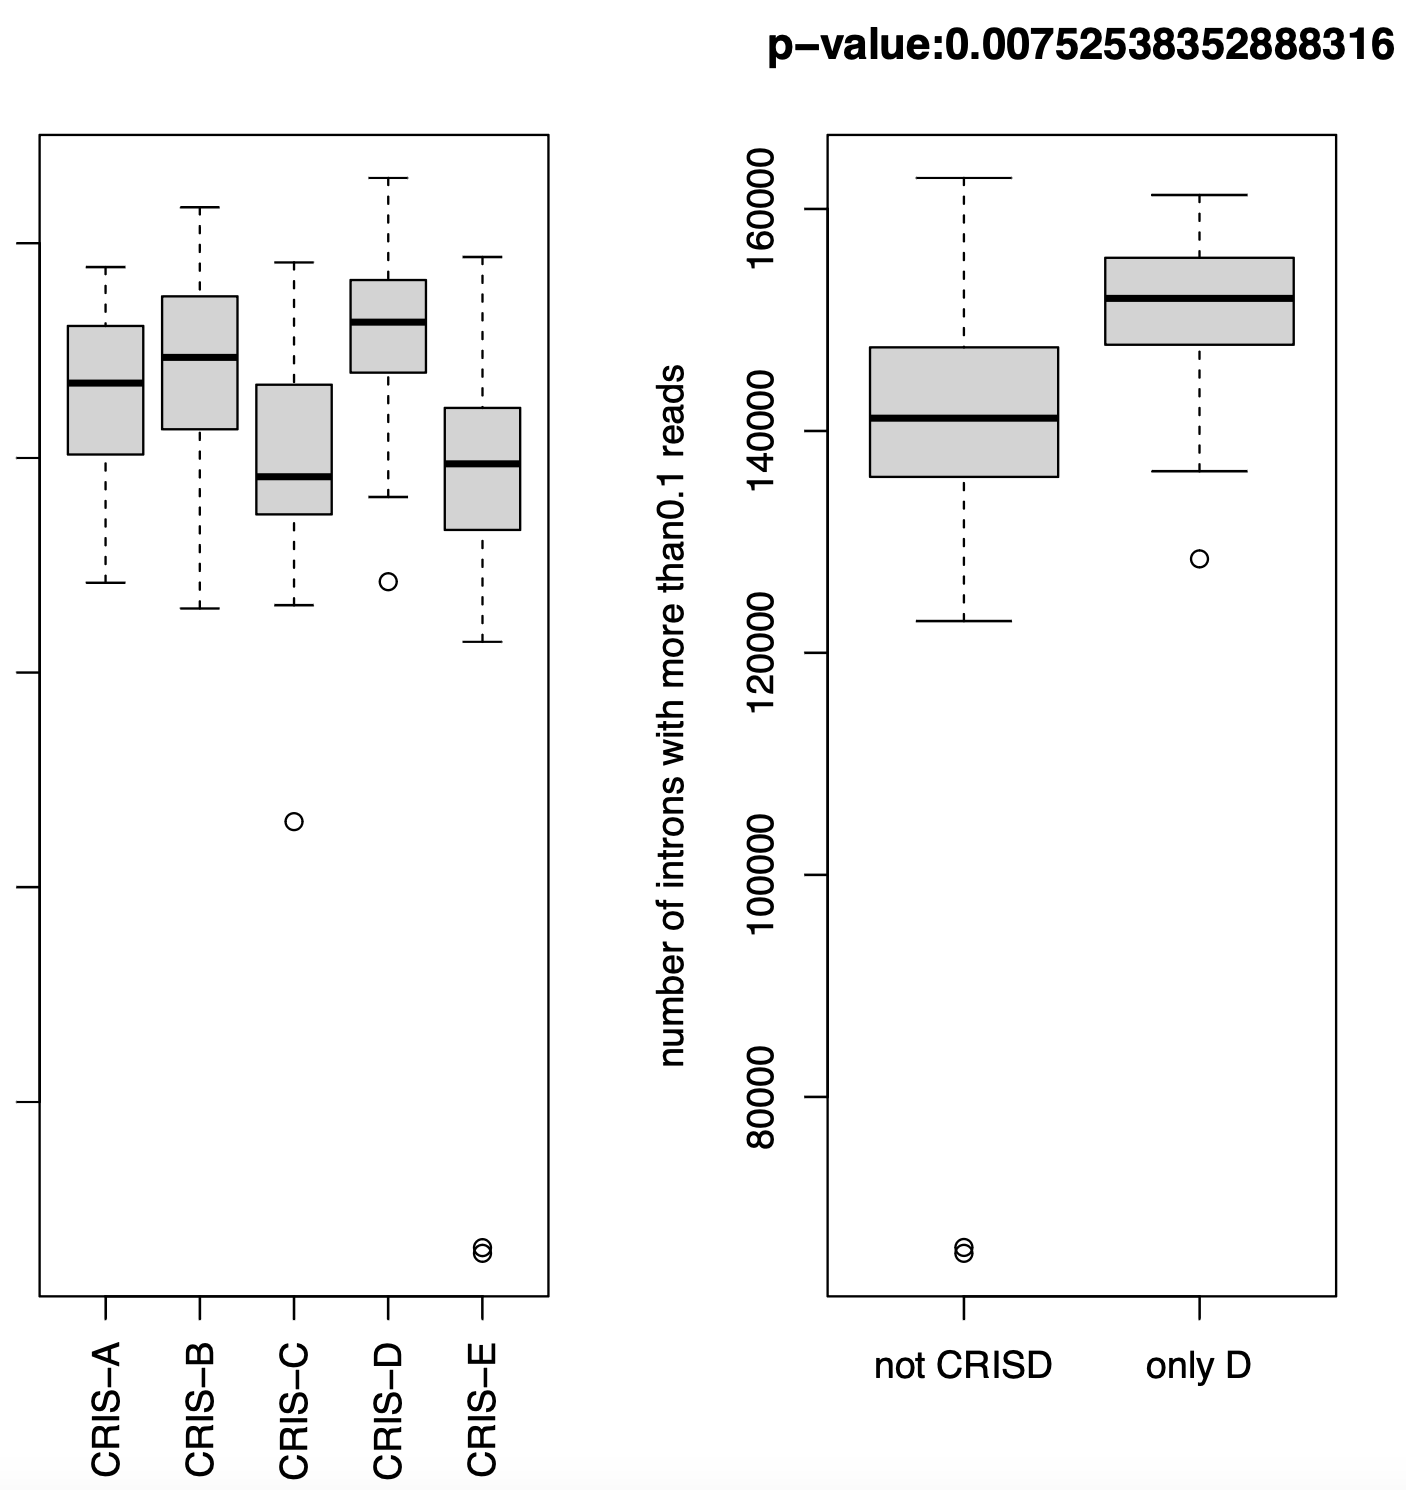 p−value:0.00752538352888316
CRIS−A
CRIS−B
CRIS−C
CRIS−D
CRIS−E
number of introns with more than0.1 reads
160000
140000
120000
100000
80000
not CRISD
only D